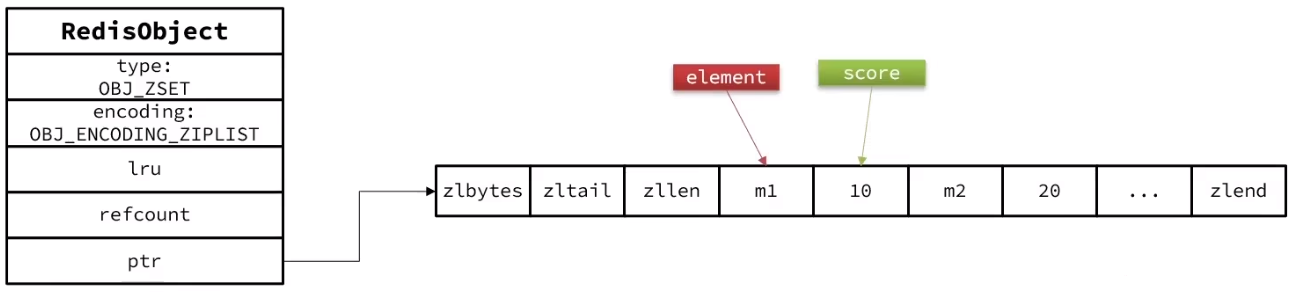 RedisObject
type:
OBJ_ZSET
encoding:
OBJ_ENCODING_ZIPLIST
lru
refcount
ptr
element
score
zlbytes zltail zllen m1 10 m2 20 ... zlend